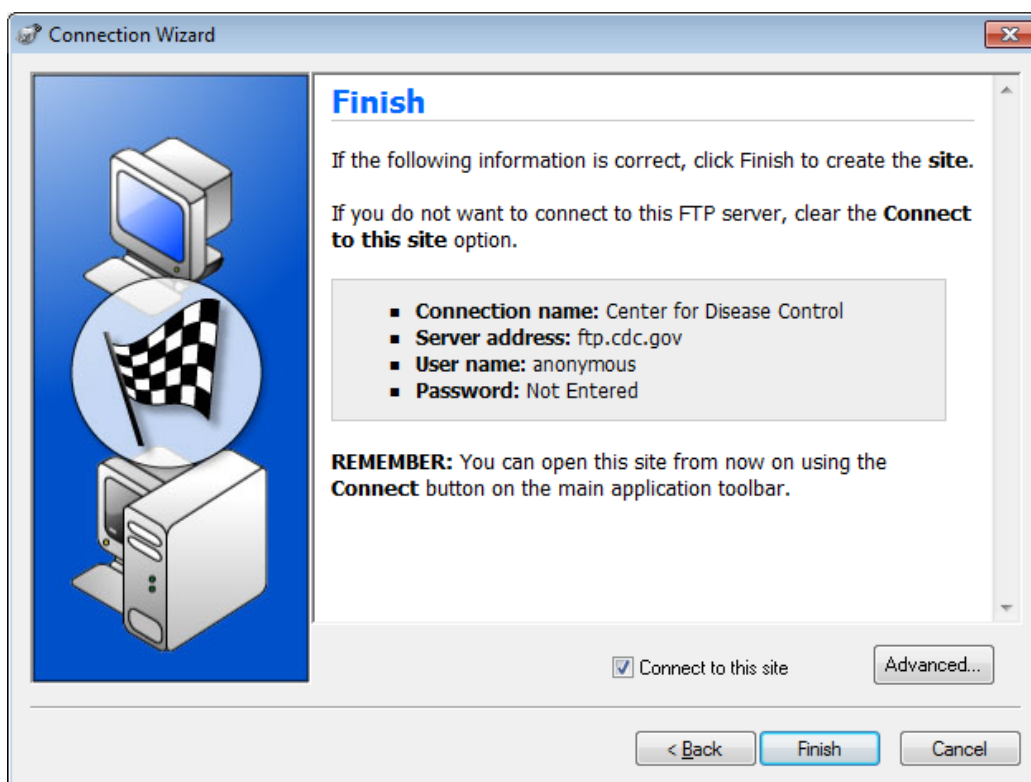 Connection Wizard
Finish
If the following information is correct, click Finish to create the site.
If you do not want to connect to this FTP server, clear the Connect
to this site option.
Connection name: Center for Disease Control
Server address: ftp.cdc.gov
User name: anonymous
Password: Not Entered
REMEMBER: You can open this site from now on using the
Connect button on the main application toolbar.
Connect to this site
Advanced...
< Back
Finish
Cancel